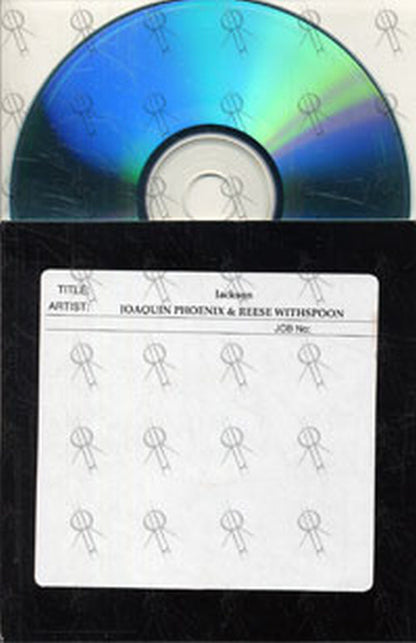 TITLE: Jackson
ARTIST: JOAQUIN PHOENIX & REESE WITHSPOON
JOB No: